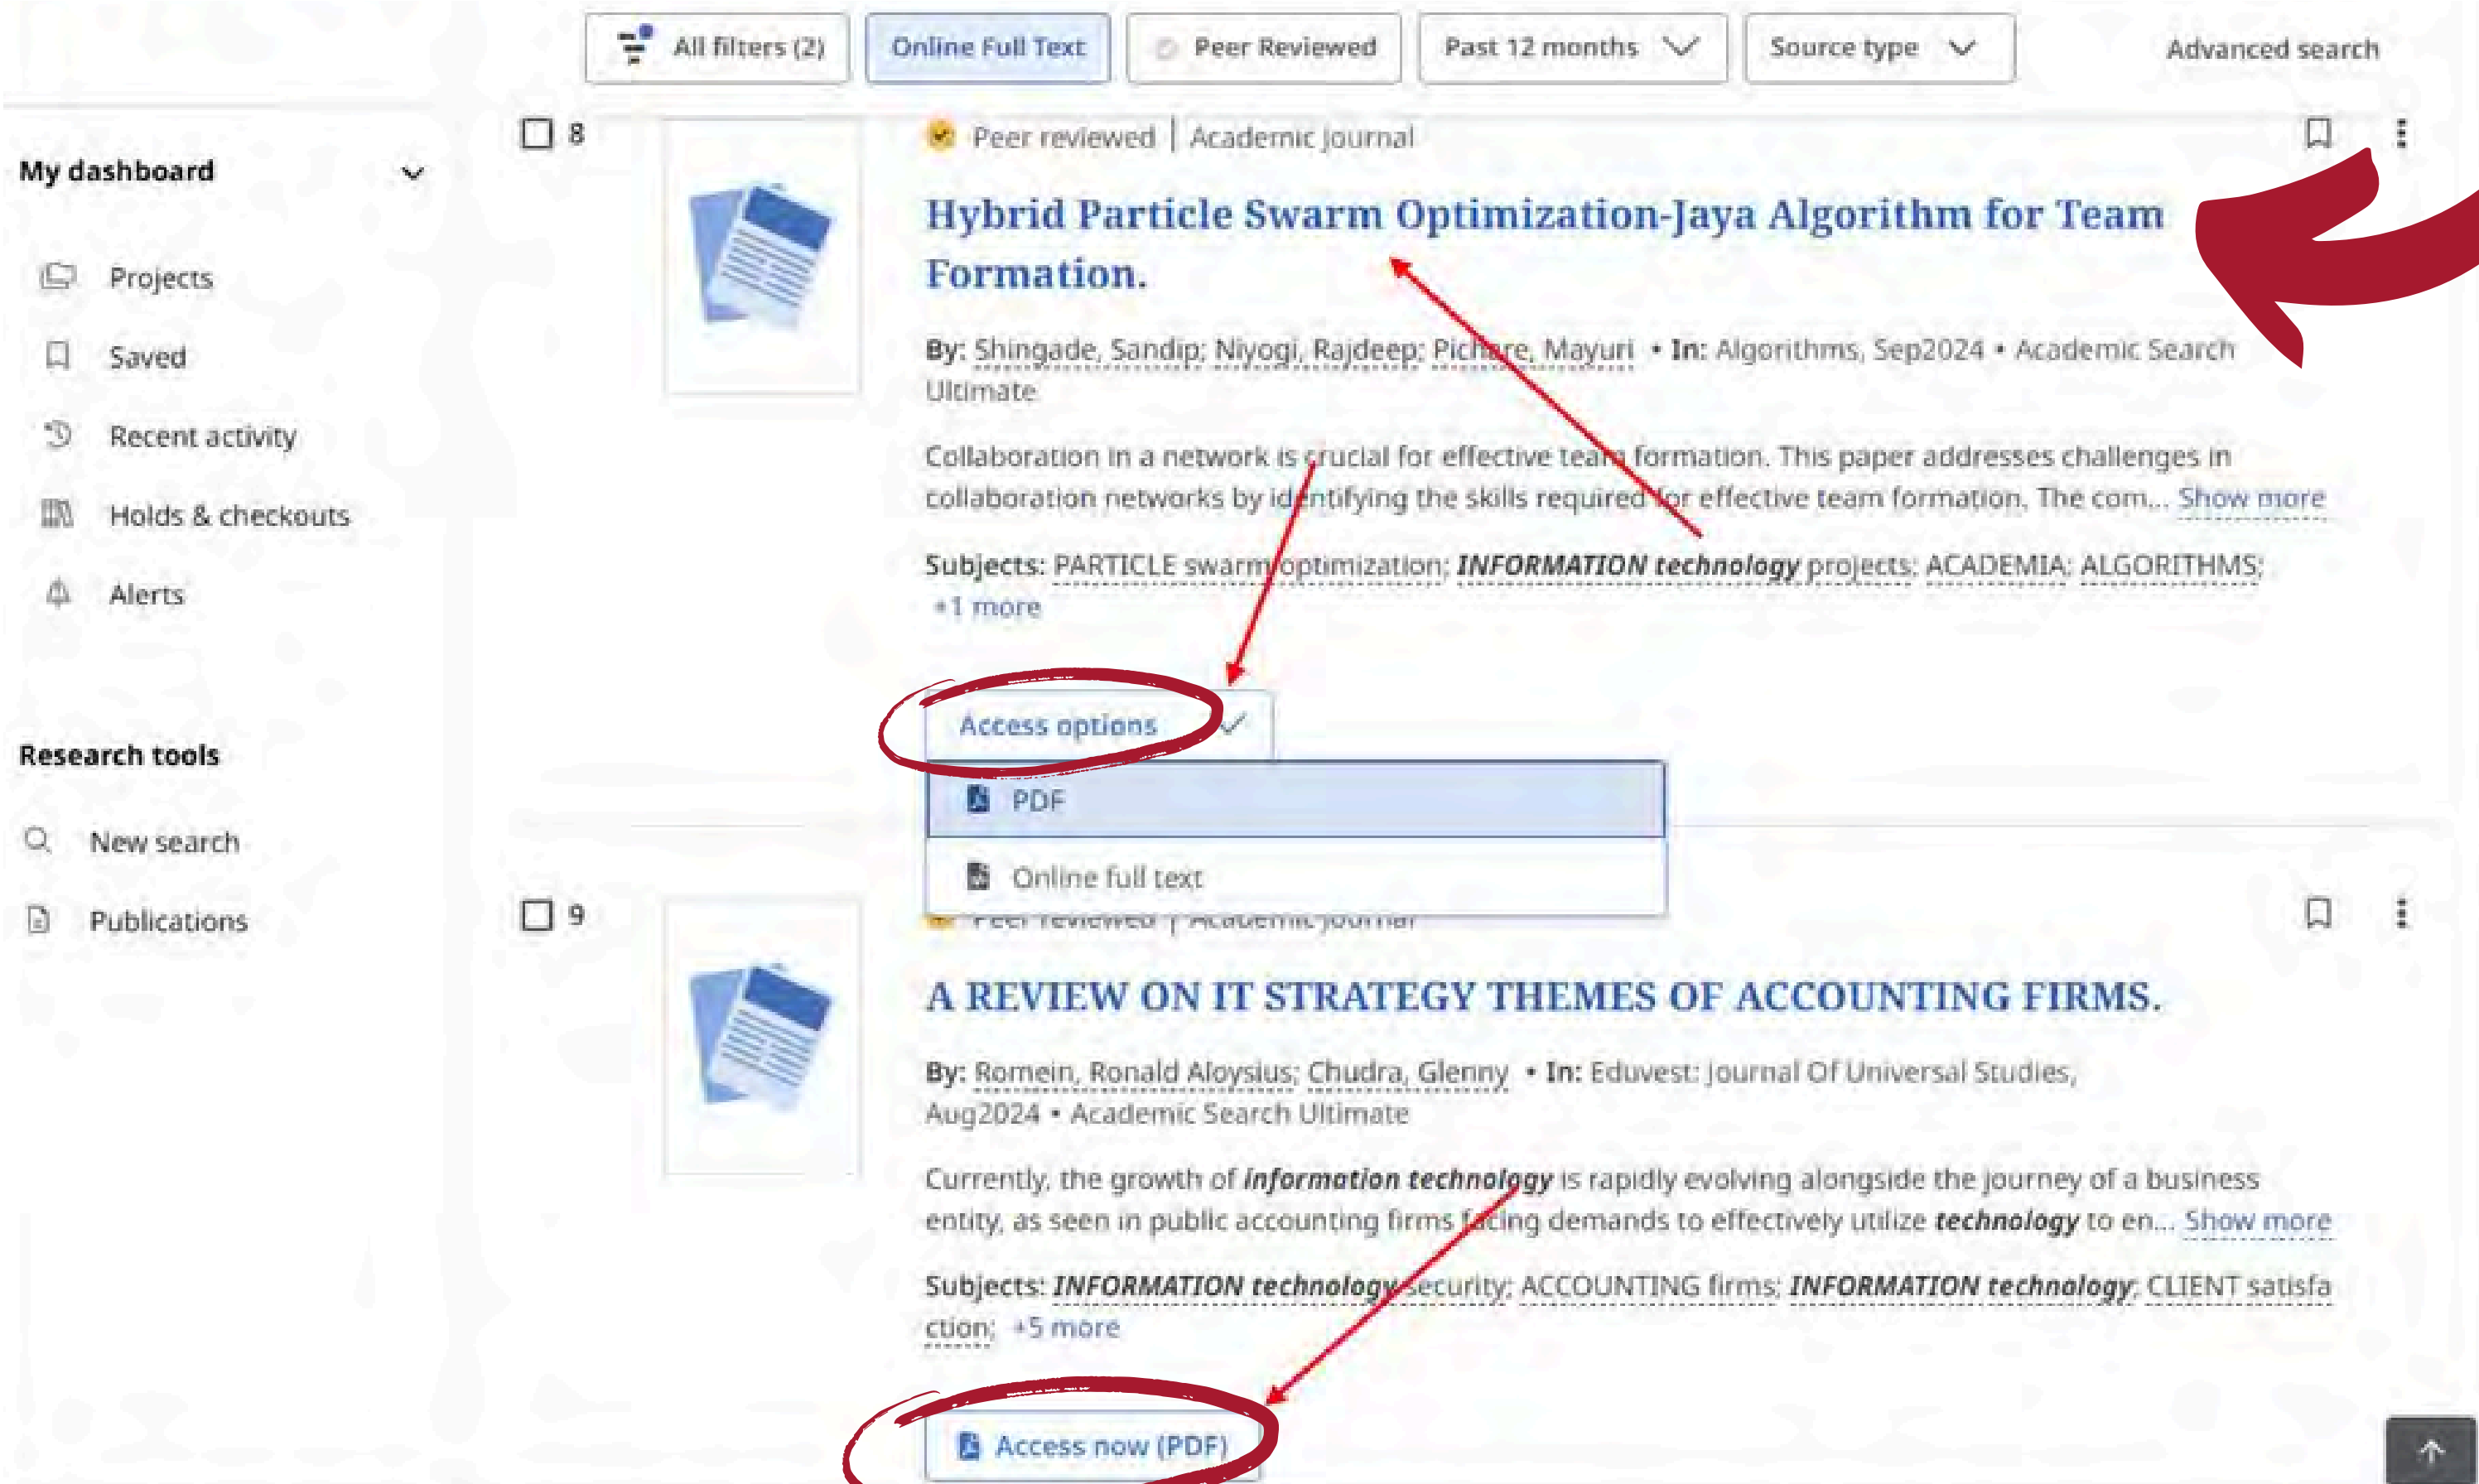 All filters (2) Online Full Text Peer Reviewed Past 12 months Source type Advanced search
My dashboard
Projects
Saved
Recent activity
Holds & checkouts
Alerts
Research tools
New search
Publications
8
Peer reviewed | Academic Journal
Hybrid Particle Swarm Optimization-Jaya Algorithm for Team
Formation.
By: Shingade, Sandip; Niyogi, Rajdeep; Pichare, Mayuri • In: Algorithms, Sep2024 • Academic Search
Ultimate
Collaboration in a network is crucial for effective team formation. This paper addresses challenges in
collaboration networks by identifying the skills required for effective team formation. The com... Show more
Subjects: PARTICLE swarm optimization; INFORMATION technology projects; ACADEMIA; ALGORITHMS;
+1 more
Access options
PDF
Online full text
9
Peer reviewed | Academic Journal
A REVIEW ON IT STRATEGY THEMES OF ACCOUNTING FIRMS.
By: Romein, Ronald Aloysius; Chudra, Glenny • In: Eduvest: Journal Of Universal Studies,
Aug2024 • Academic Search Ultimate
Currently, the growth of information technology is rapidly evolving alongside the journey of a business
entity, as seen in public accounting firms facing demands to effectively utilize technology to en... Show more
Subjects: INFORMATION technology security; ACCOUNTING firms; INFORMATION technology; CLIENT satisfa
ction; +5 more
Access now (PDF)